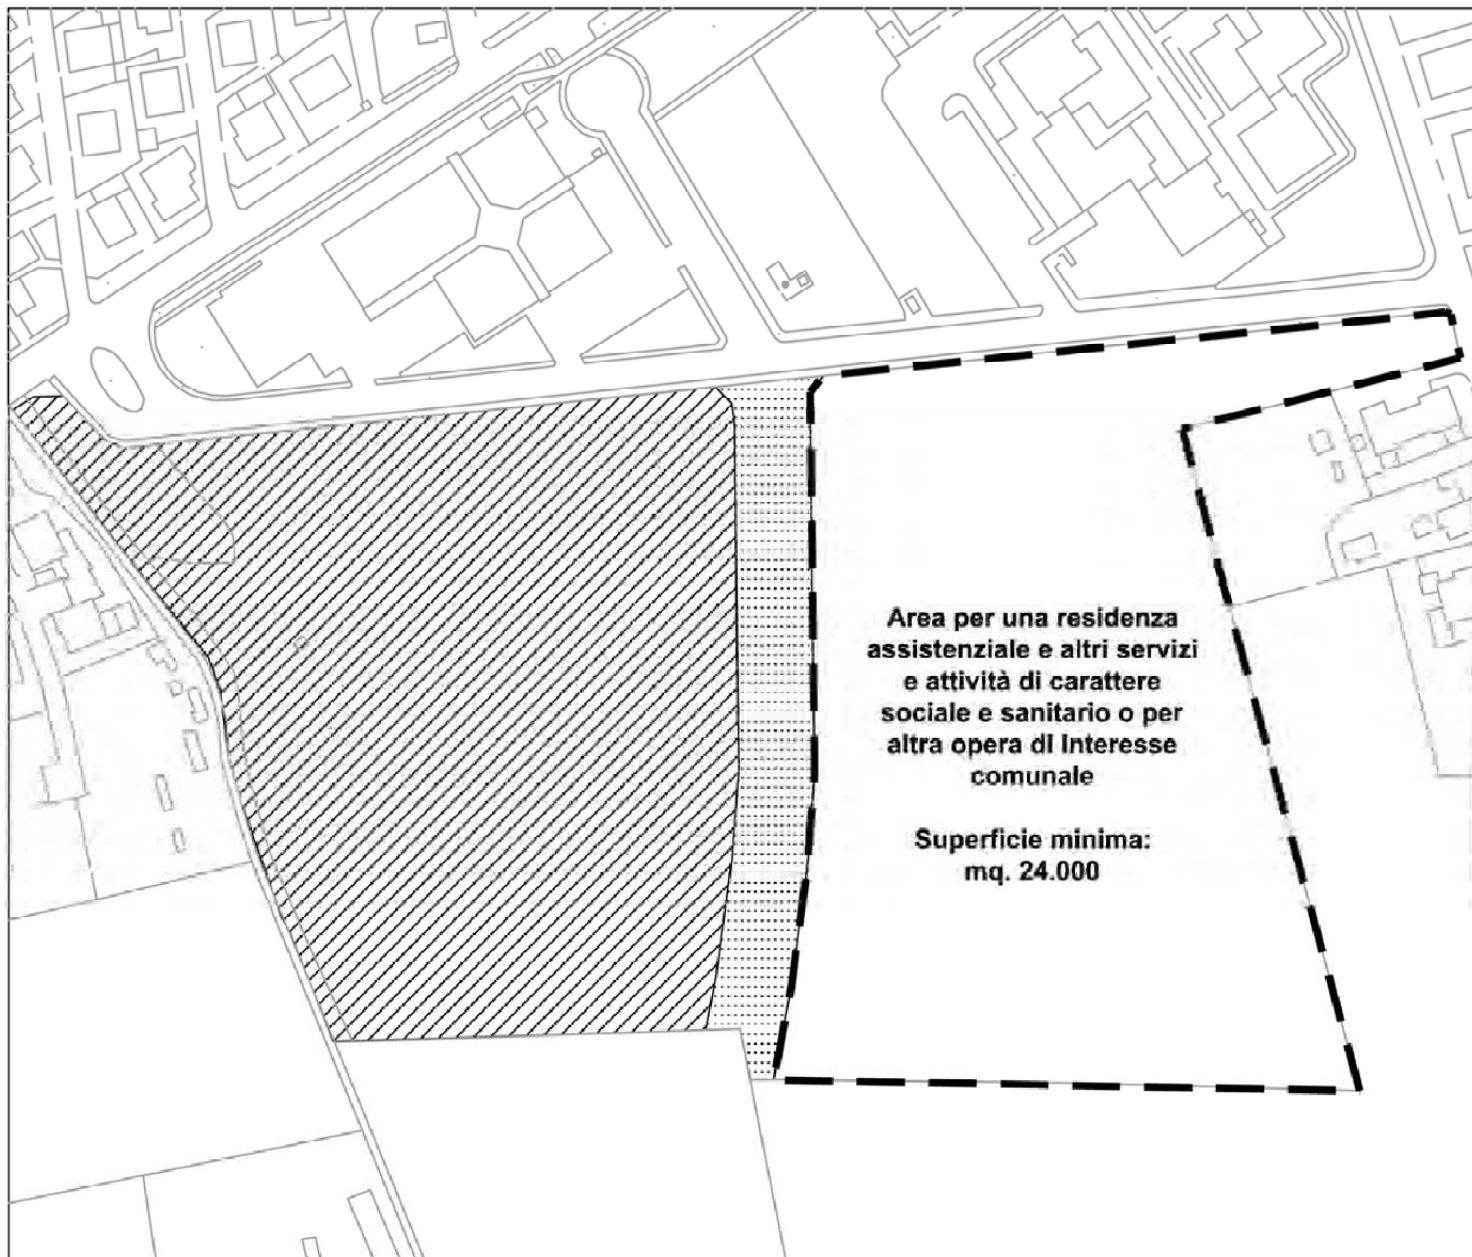 Area per una residenza
assistenziale e altri servizi
e attività di carattere
sociale e sanitario o per
altra opera di interesse
comunale
Superficie minima:
mq. 24.000